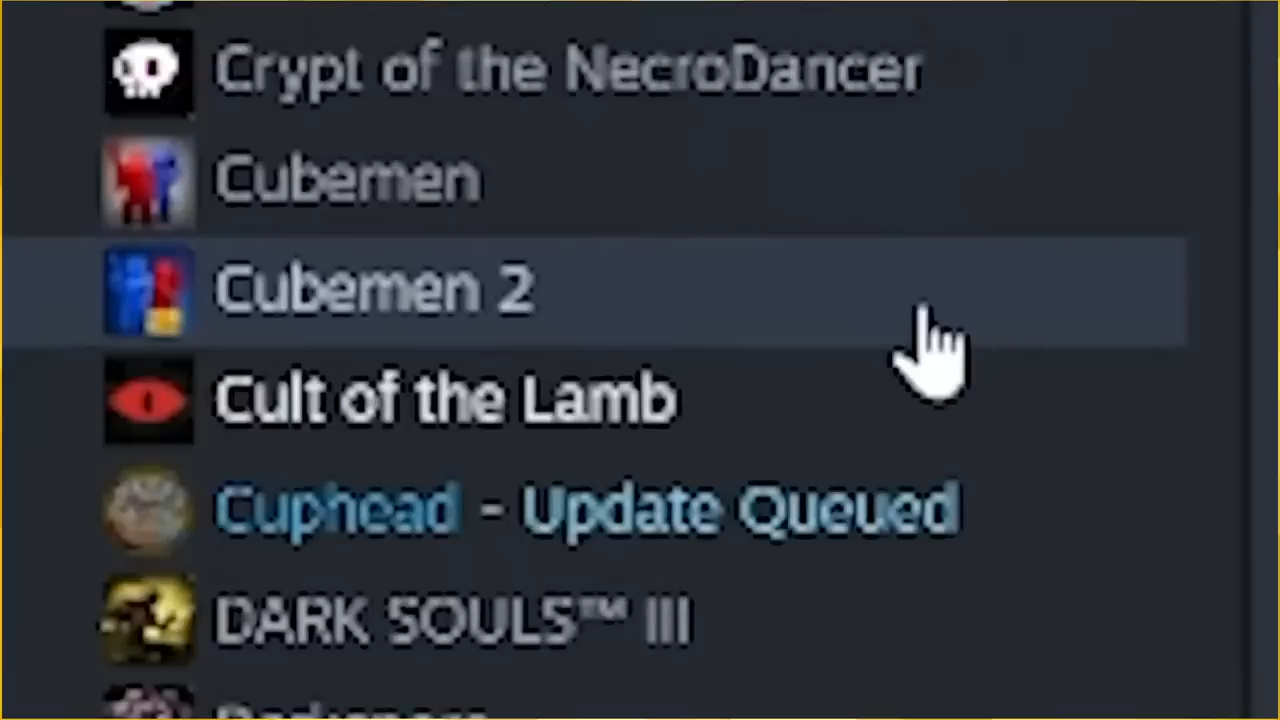 Crypt of the NecroDancer
Cubemen
Cubemen 2
Cult of the Lamb
Cuphead - Update Queued
DARK SOULS™ III